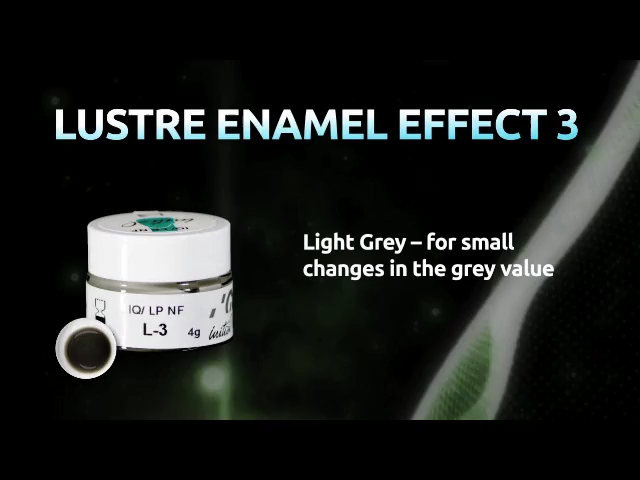 LUSTRE ENAMEL EFFECT 3
Light Grey – for small
changes in the grey value
IQ/ LP NF
L-3
4g